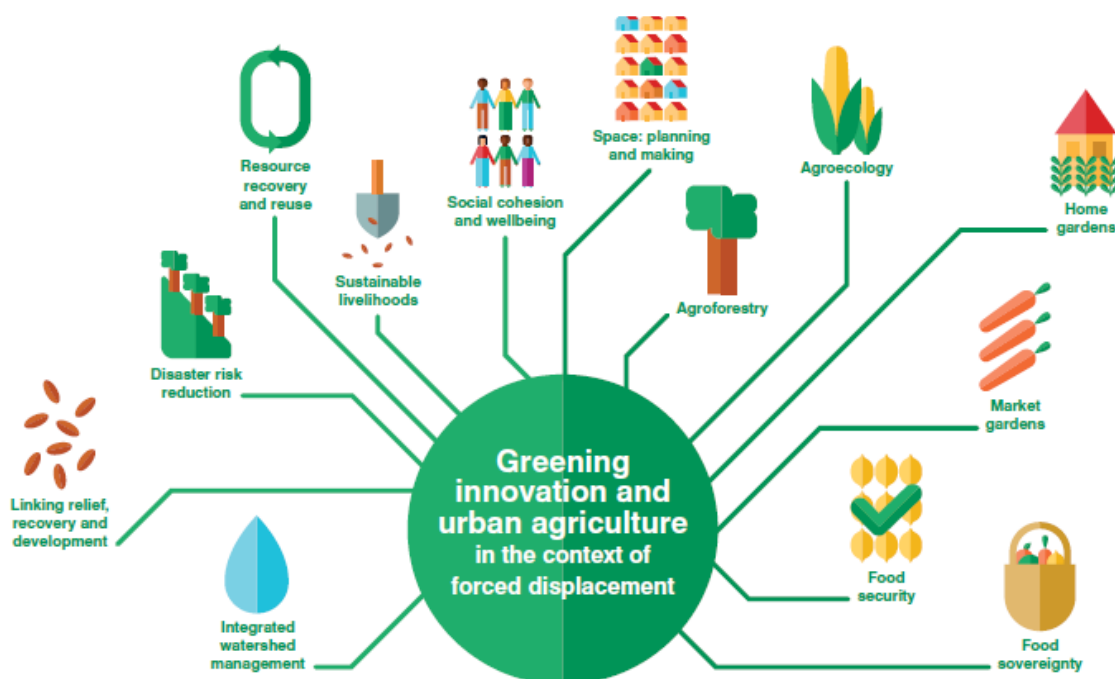 Resource
recovery
and reuse
Sustainable
livelihoods
Social cohesion
and wellbeing
Space: planning
and making
Agroecology
Home
gardens
Agroforestry
Disaster risk
reduction
Market
gardens
Linking relief,
recovery and
development
Greening
innovation and
urban agriculture
in the context of
forced displacement
Food
security
Integrated
watershed
management
Food
sovereignty